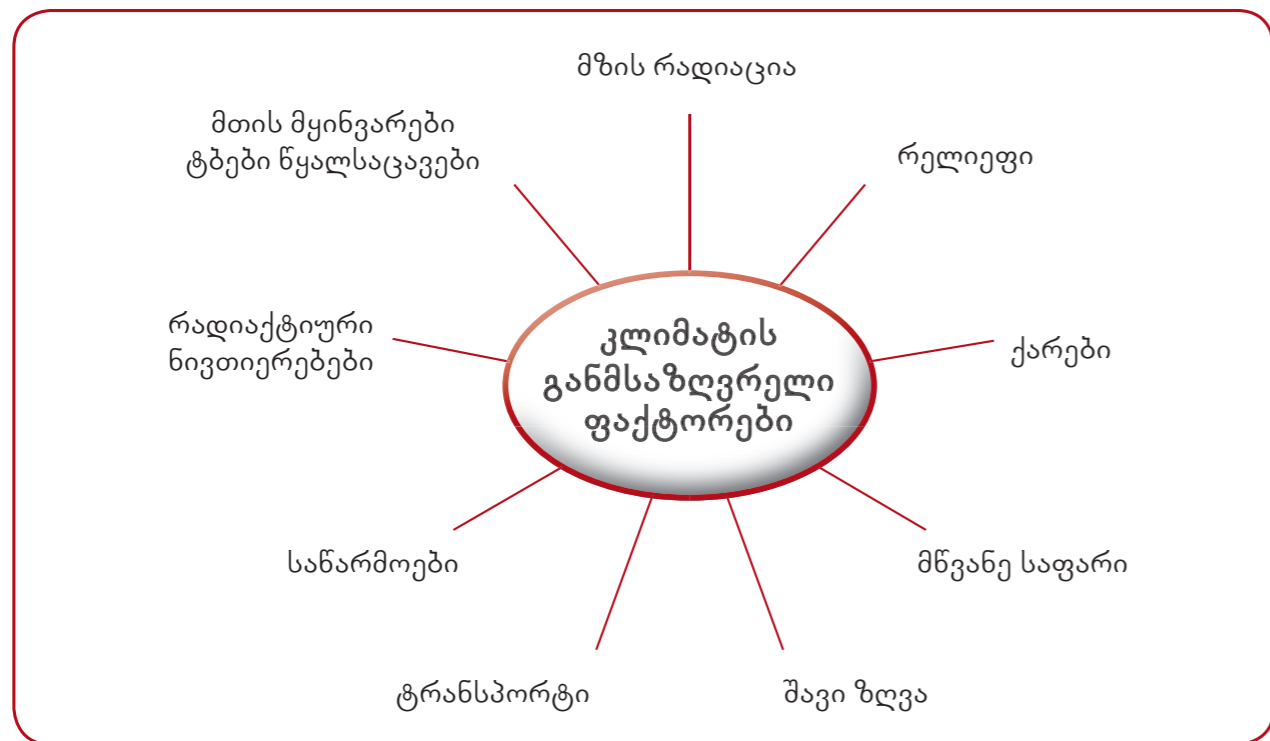 მზის რადიაცია
მთის მყინვარები
ტბები წყალსაცავები
რელიეფი
რადიაქტიური
ნივთიერებები
კლიმატის
განმსაზღვრელი
ფაქტორები
ქარები
საწარმოები
მწვანე საფარი
ტრანსპორტი
შავი ზღვა